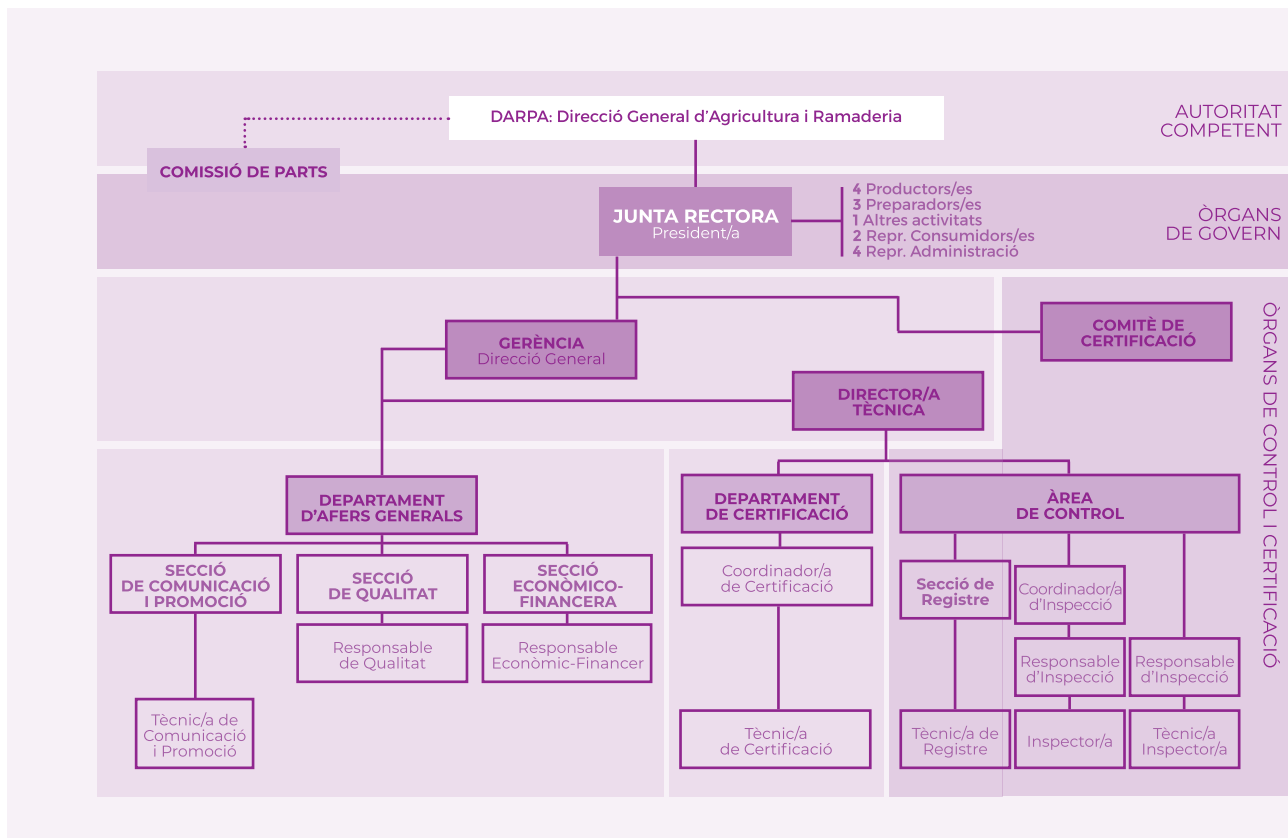 DARPA: Direcció General d'Agricultura i Ramaderia
AUTORITAT
COMPETENT
COMISSIÓ DE PARTS
JUNTA RECTORA
President/a
4 Productors/es
3 Preparadors/es
1 Altres activitats
2 Repr. Consumidors/es
4 Repr. Administració
ÒRGANS
DE GOVERN
GERÈNCIA
Direcció General
COMITÈ DE
CERTIFICACIÓ
ÒRGANS DE CONTROL I CERTIFICACIÓ
DIRECTOR/A
TÈCNICA
DEPARTAMENT
D'AFERS GENERALS
DEPARTAMENT
DE CERTIFICACIÓ
ÀREA
DE CONTROL
SECCIÓ
DE COMUNICACIÓ
I PROMOCIÓ
SECCIÓ
DE QUALITAT
SECCIÓ
ECONÒMICO-
FINANCERA
Coordinador/a
de Certificació
Secció de
Registre
Coordinador/a
d'Inspecció
Responsable
de Qualitat
Responsable
Econòmic-Financer
Responsable
d'Inspecció
Responsable
d'Inspecció
Tècnic/a de
Comunicació
i Promoció
Tècnic/a
de Certificació
Tècnic/a de
Registre
Inspector/a
Tècnic/a
Inspector/a